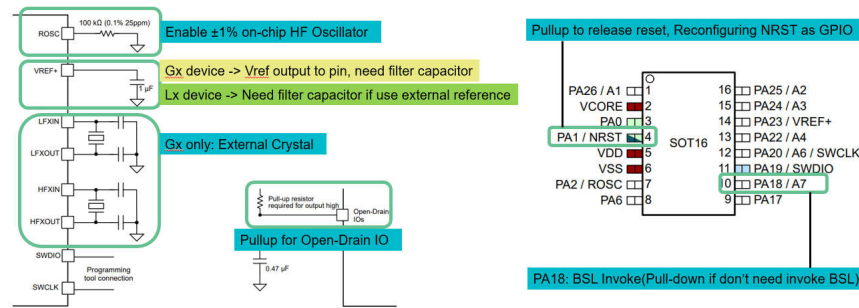 ROSC
100 kΩ (0.1% 25ppm)
Enable ±1% on-chip HF Oscillator
VREF+
1 µF
Gx device -> Vref output to pin, need filter capacitor
Lx device -> Need filter capacitor if use external reference
LFXIN
LFXOUT
Gx only: External Crystal
HFXIN
HFXOUT
SWDIO
SWCLK
Programming
tool connection
Pull-up resistor
required for output high
Open-Drain
IOs
Pullup for Open-Drain IO
0.47 µF
Pullup to release reset, Reconfiguring NRST as GPIO
PA26 / A1 1 16 PA25 / A2
VCORE 2 15 PA24 / A3
PA0 3 14 PA23 / VREF+
PA1 / NRST 4 13 PA22 / A4
SOT16
VDD 5 12 PA20 / A6 / SWCLK
VSS 6 11 PA19 / SWDIO
PA2 / ROSC 7 10 PA18 / A7
PA6 8 9 PA17
PA18: BSL Invoke(Pull-down if don't need invoke BSL)